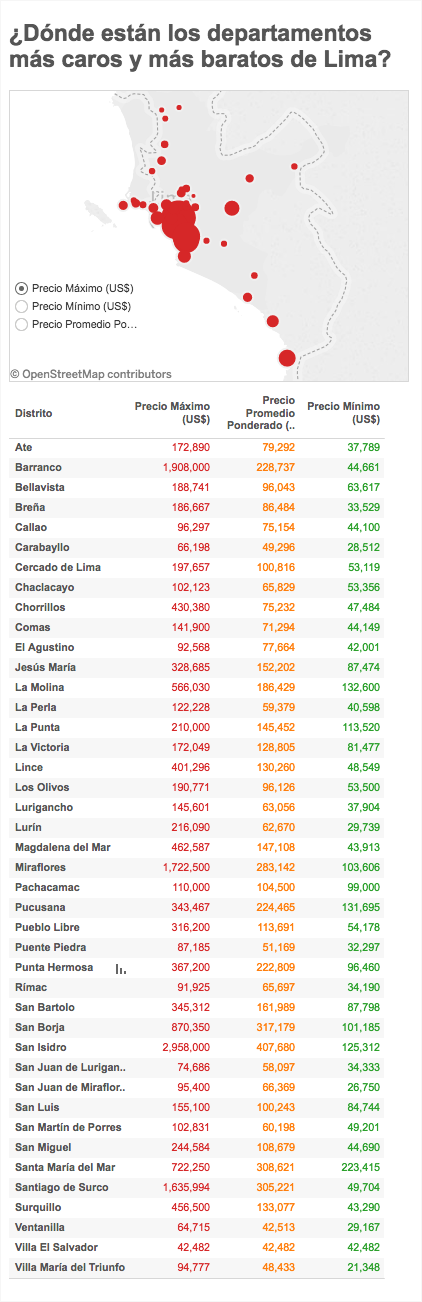 ¿Dónde están los departamentos
más caros y más baratos de Lima?
Precio Máximo (US$)
Precio Mínimo (US$)
Precio Promedio Po...
© OpenStreetMap contributors
Distrito Precio Máximo (US$) Precio Promedio Ponderado (.. Precio Mínimo (US$)
Ate 172,890 79,292 37,789
Barranco 1,908,000 228,737 44,661
Bellavista 188,741 96,043 63,617
Breña 186,667 86,484 33,529
Callao 96,297 75,154 44,100
Carabayllo 66,198 49,296 28,512
Cercado de Lima 197,657 100,816 53,119
Chaclacayo 102,123 65,829 53,356
Chorrillos 430,380 75,232 47,484
Comas 141,900 71,294 44,149
El Agustino 92,568 77,664 42,001
Jesús María 328,685 152,202 87,474
La Molina 566,030 186,429 132,600
La Perla 122,228 59,379 40,598
La Punta 210,000 145,452 113,520
La Victoria 172,049 128,805 81,477
Lince 401,296 130,260 48,549
Los Olivos 190,771 96,126 53,500
Lurigancho 145,601 63,056 37,904
Lurín 216,090 62,670 29,739
Magdalena del Mar 462,587 147,108 43,913
Miraflores 1,722,500 283,142 103,606
Pachacamac 110,000 104,500 99,000
Pucusana 343,467 224,465 131,695
Pueblo Libre 316,200 113,691 54,178
Puente Piedra 87,185 51,169 32,297
Punta Hermosa 367,200 222,809 96,460
Rímac 91,925 65,697 34,190
San Bartolo 345,312 161,989 87,798
San Borja 870,350 317,179 101,185
San Isidro 2,958,000 407,680 125,312
San Juan de Lurigan.. 74,686 58,097 34,333
San Juan de Miraflor.. 95,400 66,369 26,750
San Luis 155,100 100,243 84,744
San Martín de Porres 102,831 60,198 49,201
San Miguel 244,584 108,679 44,690
Santa María del Mar 722,250 308,621 223,415
Santiago de Surco 1,635,994 305,221 49,704
Surquillo 456,500 133,077 43,290
Ventanilla 64,715 42,513 29,167
Villa El Salvador 42,482 42,482 42,482
Villa María del Triunfo 94,777 48,433 21,348